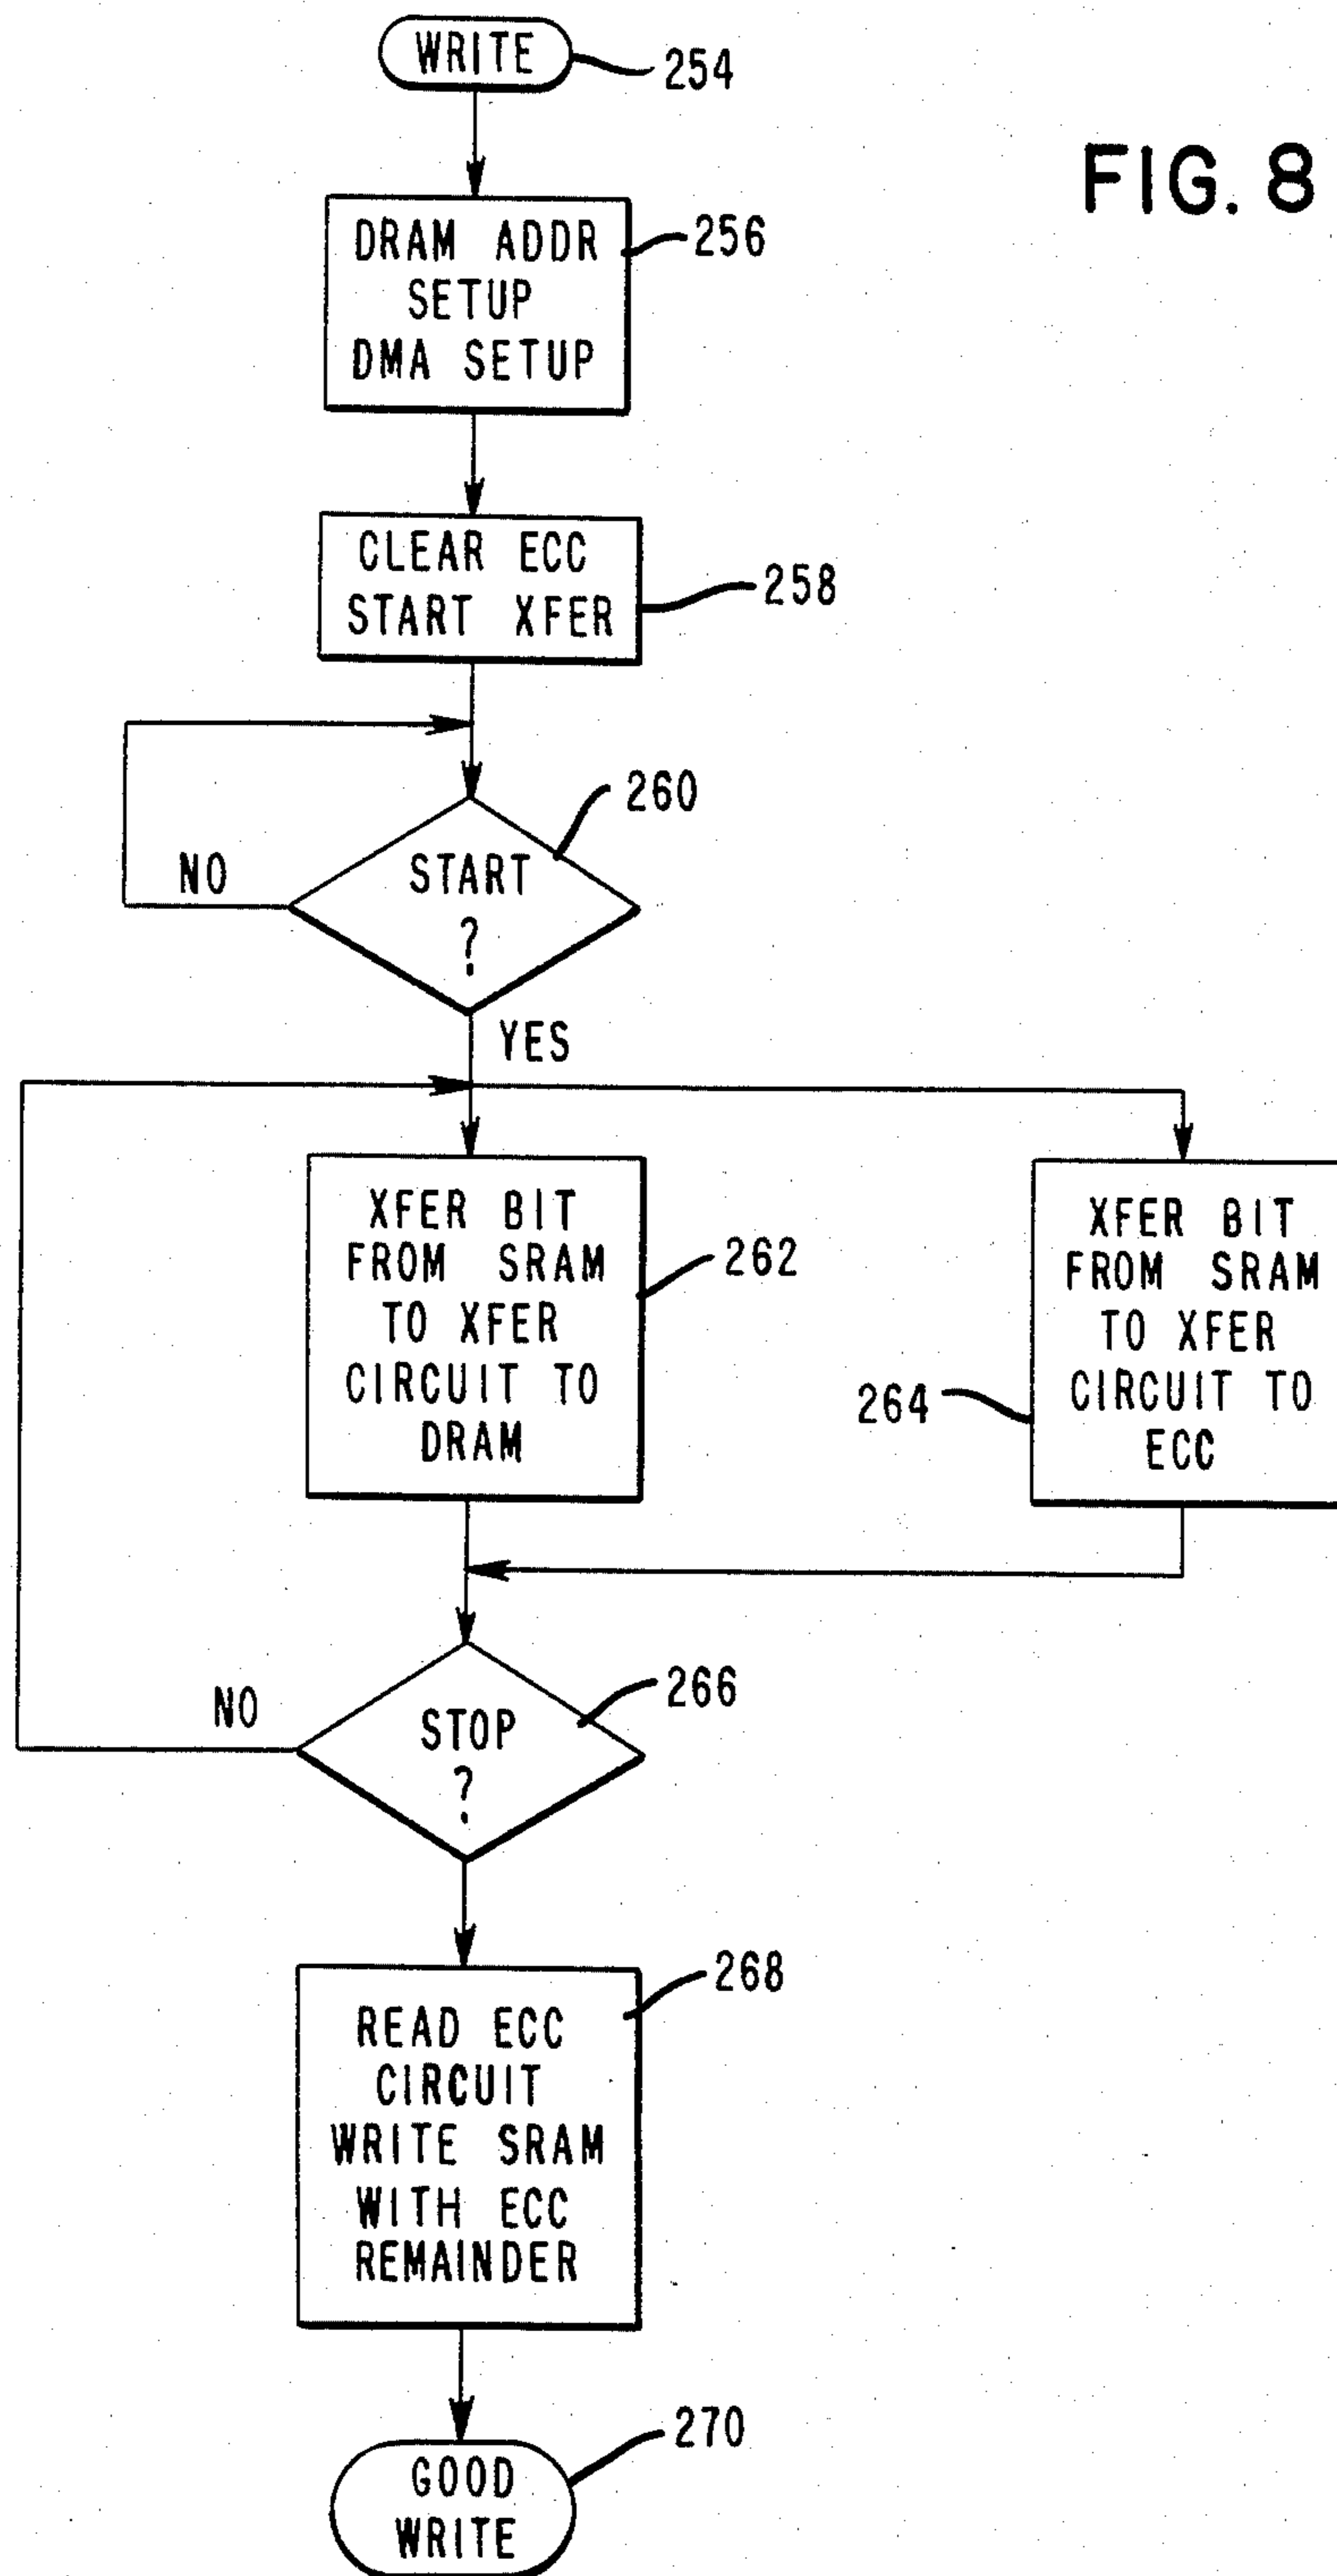 WRITE
254
FIG. 8
DRAM ADDR
SETUP
DMA SETUP
256
CLEAR ECC
START XFER
258
260
NO
START
?
YES
XFER BIT
FROM SRAM
TO XFER
CIRCUIT TO
DRAM
262
XFER BIT
FROM SRAM
TO XFER
CIRCUIT TO
ECC
264
NO
STOP
?
266
READ ECC
CIRCUIT
WRITE SRAM
WITH ECC
REMAINDER
268
GOOD
WRITE
270